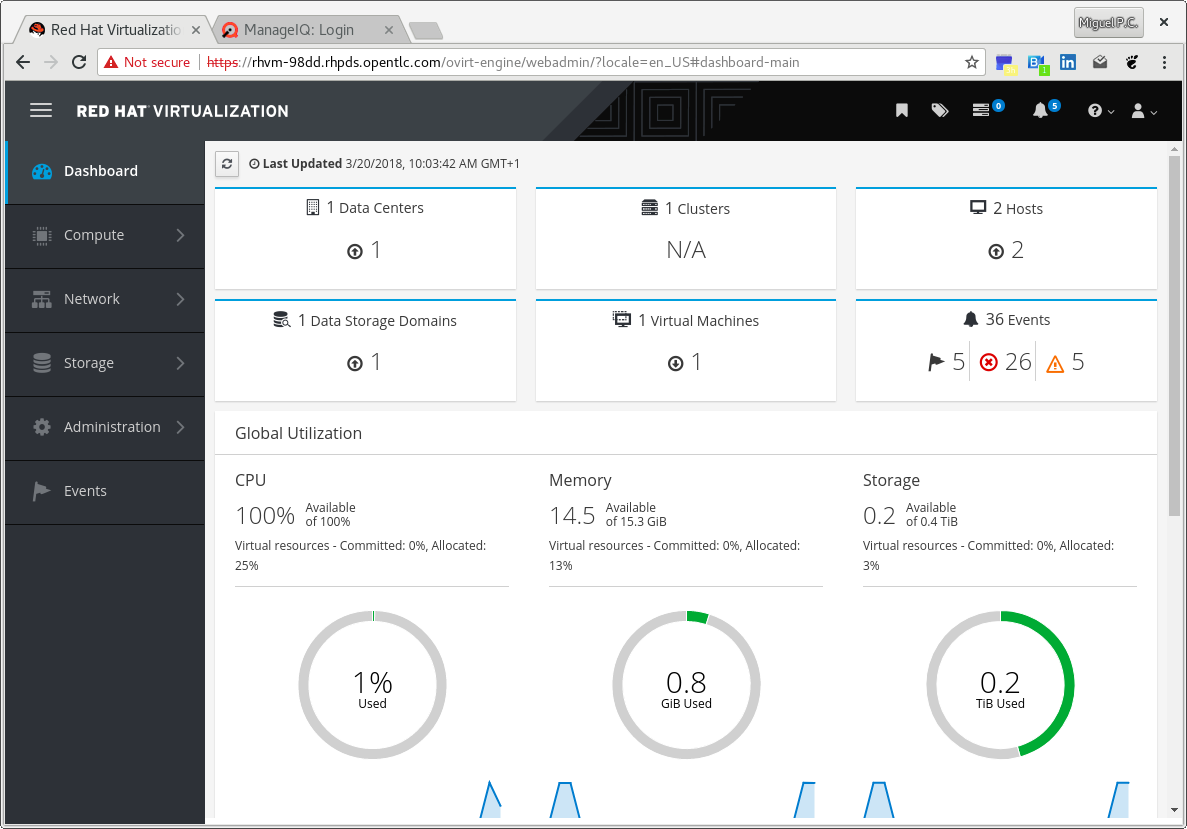 Red Hat Virtualizatio
ManageIQ: Login
Miguel P.C.
Not secure
https://rhvm-98dd.rhpds.opentlc.com/ovirt-engine/webadmin/?locale=en_US#dashboard-main
1
RED HAT VIRTUALIZATION
0
5
Dashboard
Compute
Network
Storage
Administration
Events
Last Updated 3/20/2018, 10:03:42 AM GMT+1
1 Data Centers
1
1 Clusters
N/A
2 Hosts
2
1 Data Storage Domains
1
1 Virtual Machines
1
36 Events
5 26 5
Global Utilization
CPU
100% Available
of 100%
Virtual resources - Committed: 0%, Allocated:
25%
1%
Used
Memory
14.5 Available
of 15.3 GiB
Virtual resources - Committed: 0%, Allocated:
13%
0.8
GiB Used
Storage
0.2 Available
of 0.4 TiB
Virtual resources - Committed: 0%, Allocated:
3%
0.2
TiB Used